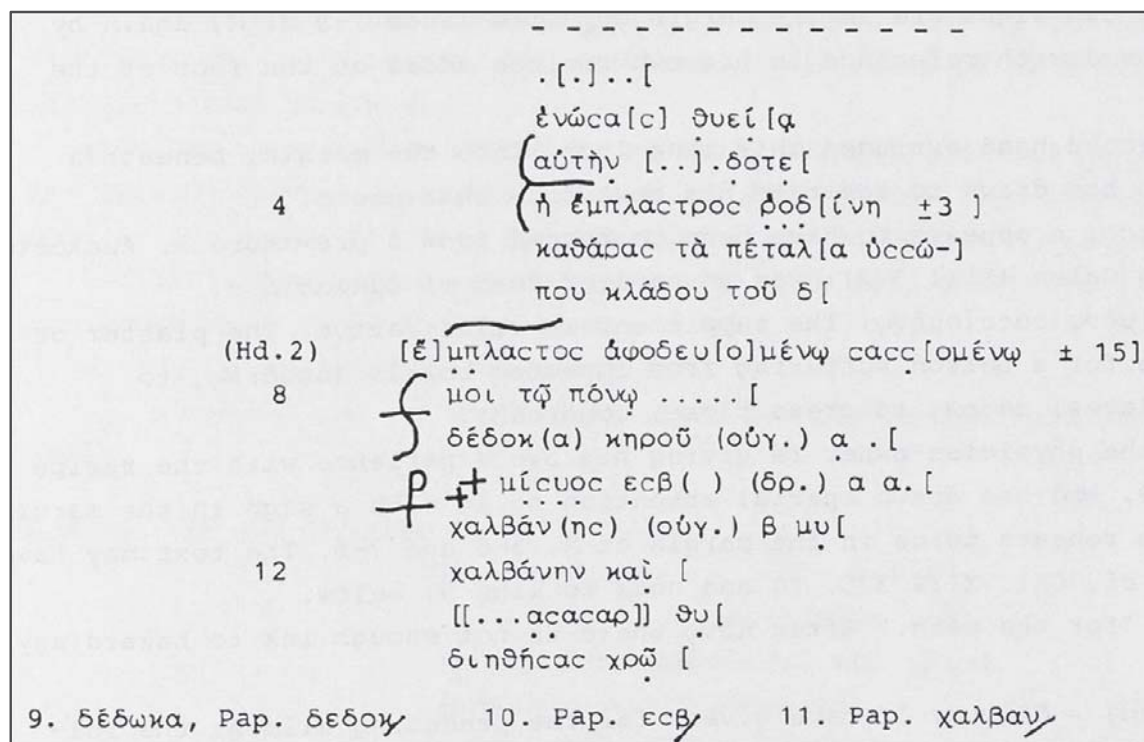 - - - - - - - - - - - - -
.[.]..[
ἑνώσα[ς] θυεί[ᾳ
αὐτὴν [.].δοτε[
4 ἡ ἔμπλαςτρος ῥοδ[ίνη ±3 ]
καθάρας τὰ πέταλ[α ὑςςώ-]
που κλάδου τοῦ δ[
(Hd.2) [ἔ]μπλαςτος ἀφοδευ[ο]μένῳ ςαςς[ομένῳ ± 15]
8 μοι τῷ πόνῳ ......[
δέδοκ(α) κηροῦ (οὐγ.) α .[
μίςυος εςβ( ) (δρ.) α α.[
χαλβάν(ης) (οὐγ.) β μυ[
12 χαλβάνην καὶ [
[[...αςαςαρ]] θυ[
διηθήςας χρῶ [
9. δέδωκα, Pap. δεδοκ 10. Pap. εςβ 11. Pap. χαλβαν